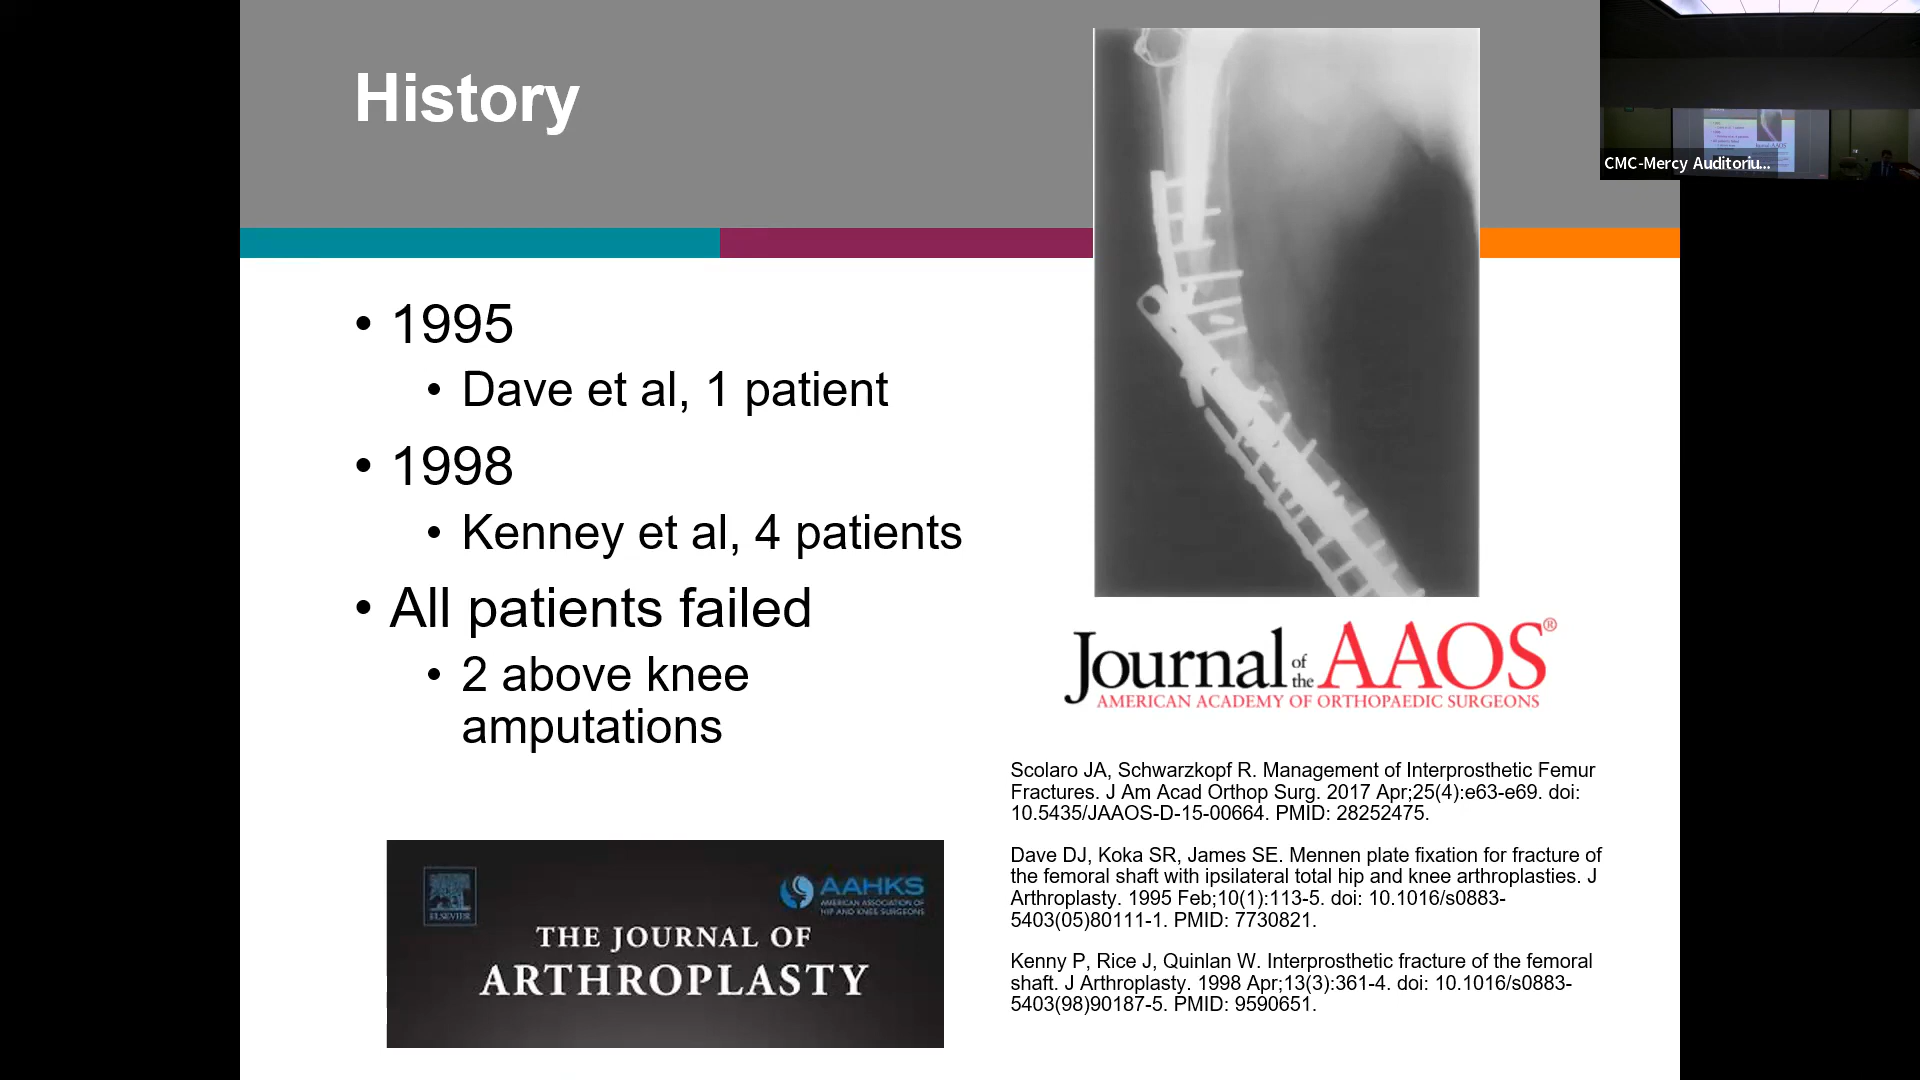 History
CMC-Mercy Auditoriu...
• 1995
• Dave et al, 1 patient
• 1998
• Kenney et al, 4 patients
• All patients failed
• 2 above knee
amputations
Journal of the AAOS®
AMERICAN ACADEMY OF ORTHOPAEDIC SURGEONS
Scolaro JA, Schwarzkopf R. Management of Interprosthetic Femur
Fractures. J Am Acad Orthop Surg. 2017 Apr;25(4):e63-e69. doi:
10.5435/JAAOS-D-15-00664. PMID: 28252475.
Dave DJ, Koka SR, James SE. Mennen plate fixation for fracture of
the femoral shaft with ipsilateral total hip and knee arthroplasties. J
Arthroplasty. 1995 Feb;10(1):113-5. doi: 10.1016/s0883-
5403(05)80111-1. PMID: 7730821.
Kenny P, Rice J, Quinlan W. Interprosthetic fracture of the femoral
shaft. J Arthroplasty. 1998 Apr;13(3):361-4. doi: 10.1016/s0883-
5403(98)90187-5. PMID: 9590651.
ELSEVIER
AAHKS
AMERICAN ASSOCIATION OF
HIP AND KNEE SURGEONS
THE JOURNAL OF
ARTHROPLASTY